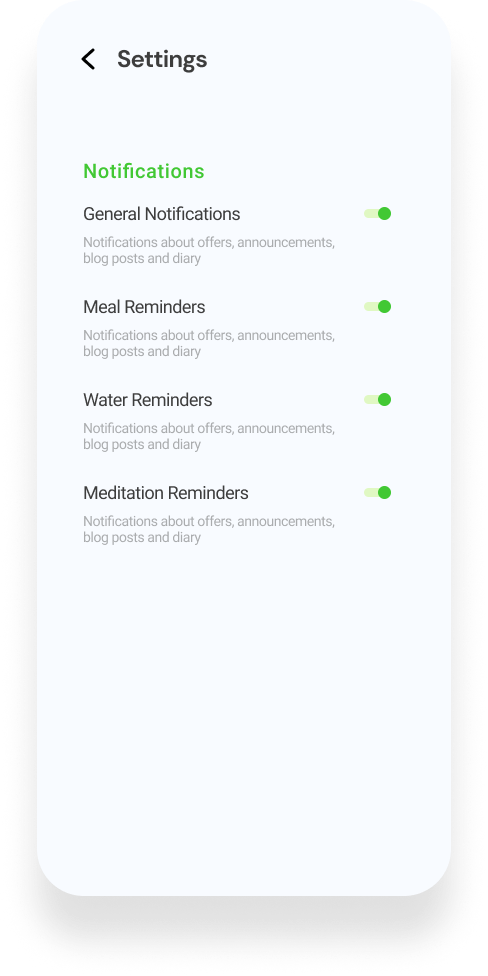 Settings
Notifications
General Notifications
Notifications about offers, announcements,
blog posts and diary
Meal Reminders
Notifications about offers, announcements,
blog posts and diary
Water Reminders
Notifications about offers, announcements,
blog posts and diary
Meditation Reminders
Notifications about offers, announcements,
blog posts and diary